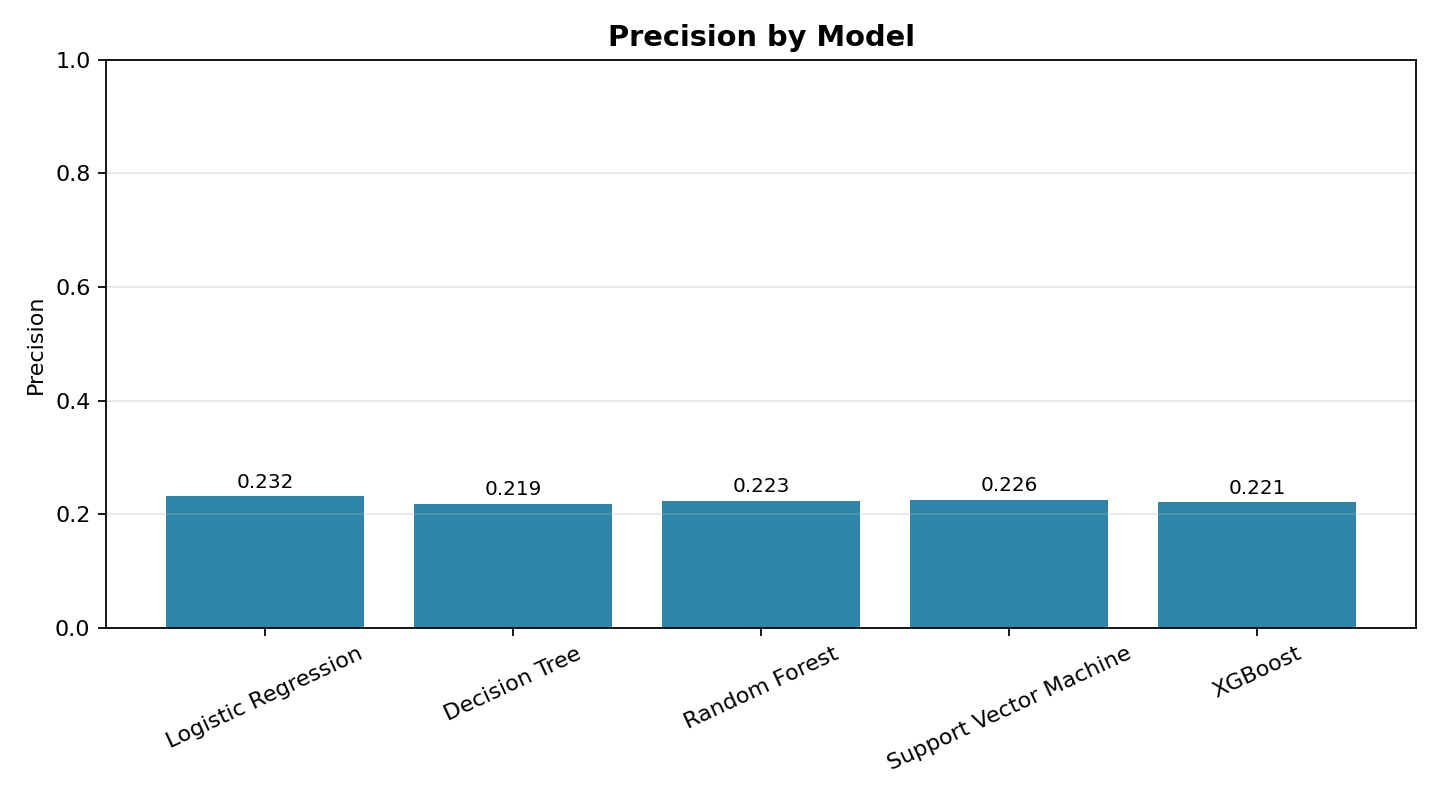 Precision by Model
1.0
0.8
0.6
0.4
0.2
0.0
Precision
0.232
0.219
0.223
0.226
0.221
Logistic Regression
Decision Tree
Random Forest
Support Vector Machine
XGBoost